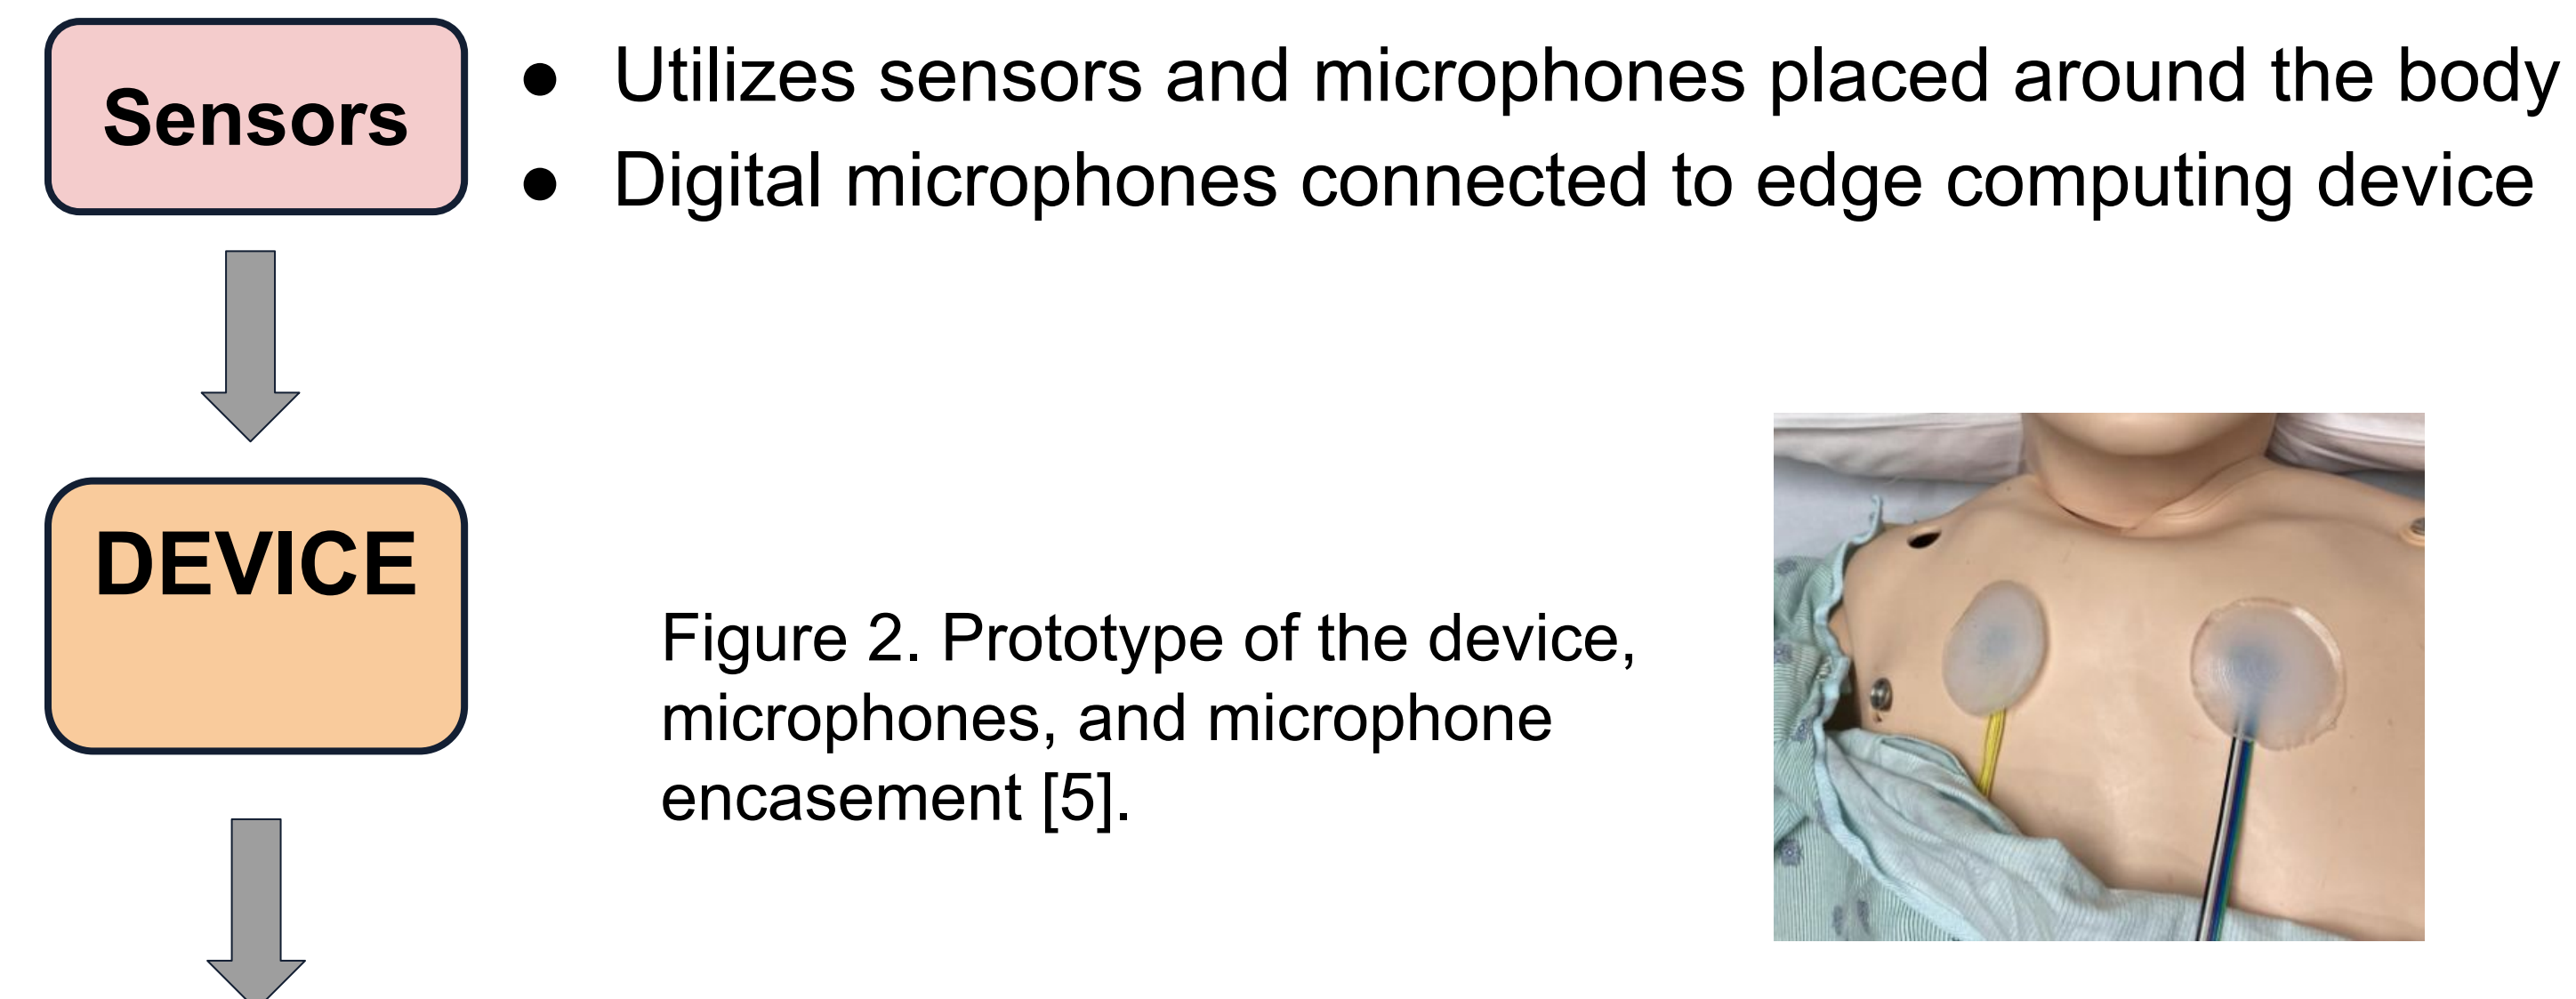 Sensors
● Utilizes sensors and microphones placed around the body
● Digital microphones connected to edge computing device
DEVICE
Figure 2. Prototype of the device,
microphones, and microphone
encasement [5].